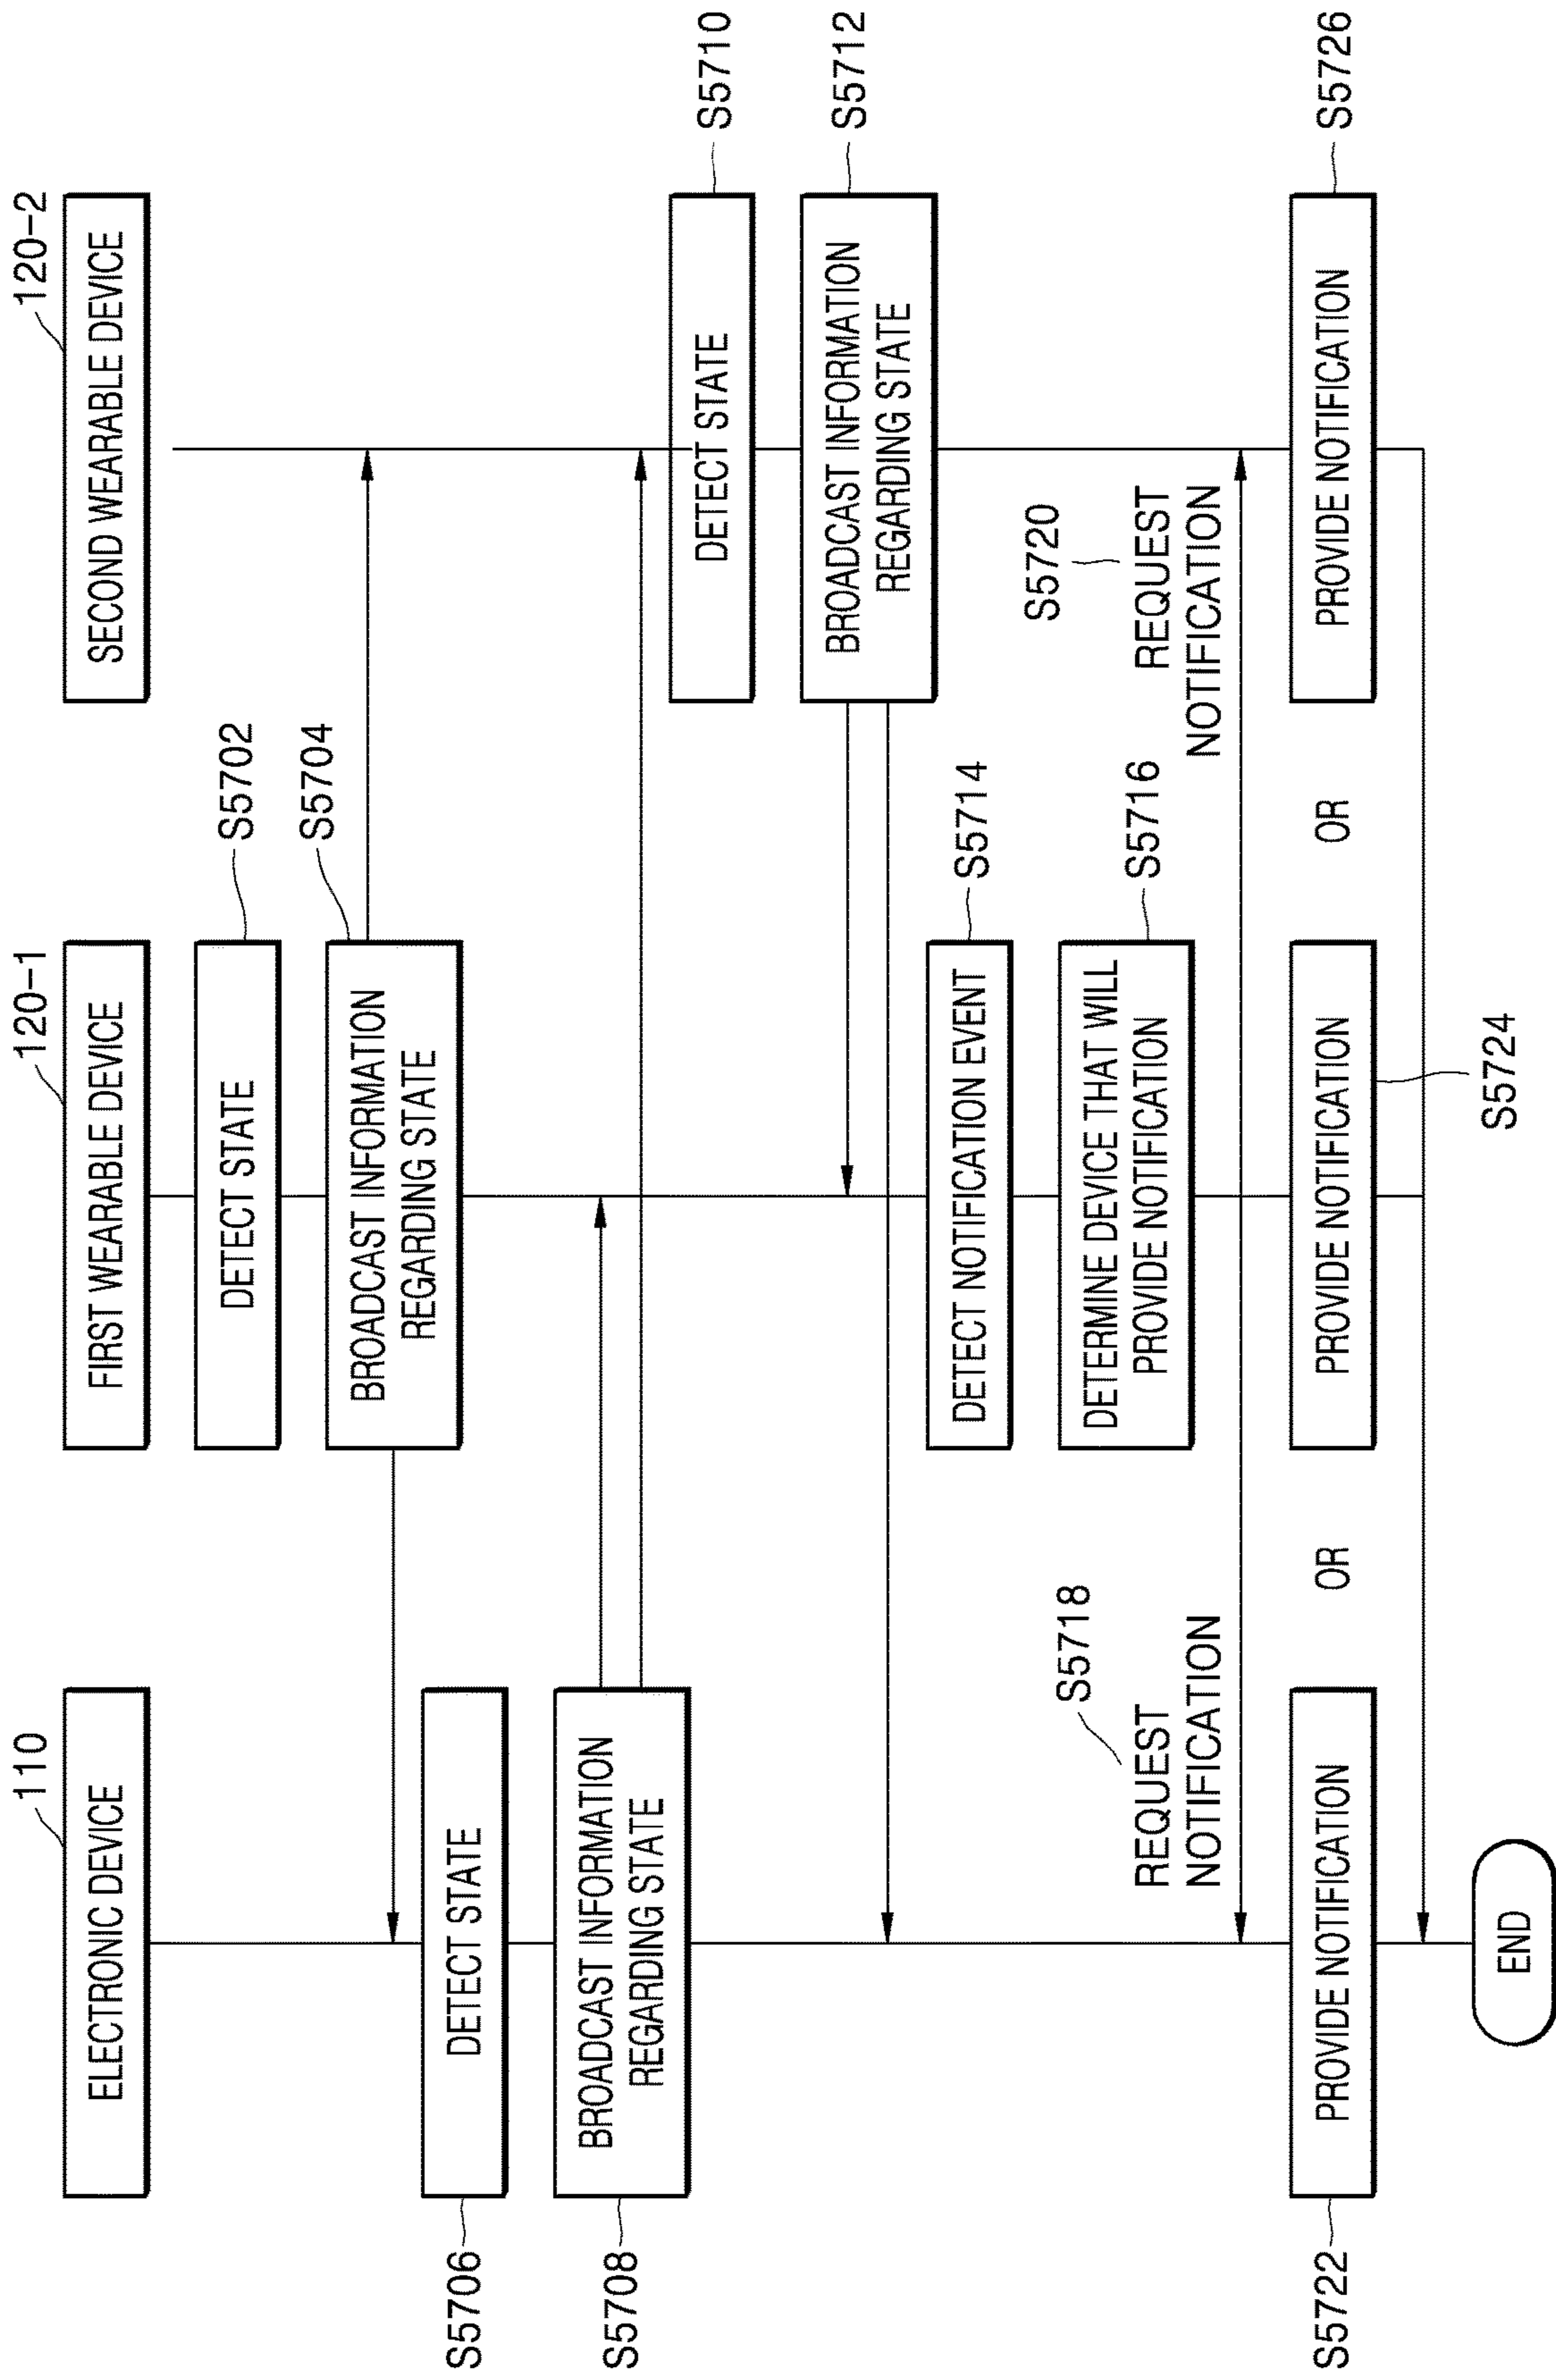 110
120-1
120-2
ELECTRONIC DEVICE
FIRST WEARABLE DEVICE
SECOND WEARABLE DEVICE
DETECT STATE
S5702
S5704
BROADCAST INFORMATION
REGARDING STATE
S5706
DETECT STATE
S5708
BROADCAST INFORMATION
REGARDING STATE
DETECT STATE
S5710
BROADCAST INFORMATION
REGARDING STATE
S5712
DETECT NOTIFICATION EVENT
S5714
DETERMINE DEVICE THAT WILL
PROVIDE NOTIFICATION
S5716
S5718
REQUEST
NOTIFICATION
S5720
REQUEST
NOTIFICATION
S5722
PROVIDE NOTIFICATION
OR
PROVIDE NOTIFICATION
OR
PROVIDE NOTIFICATION
S5726
S5724
END